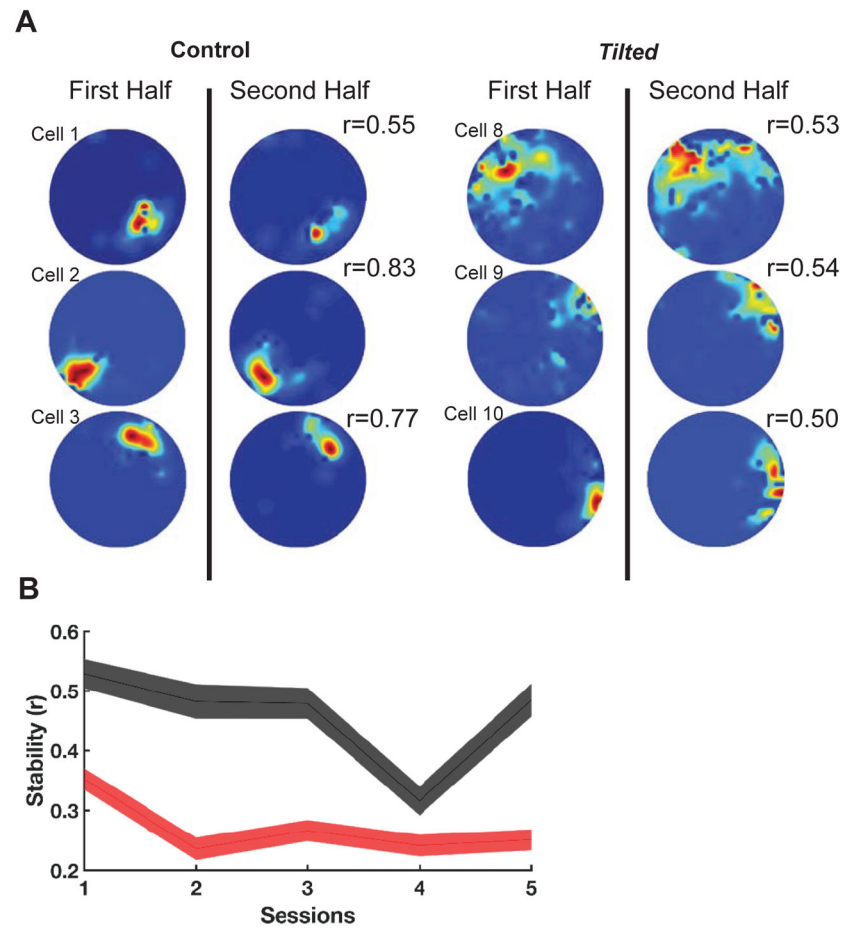 A
Control
Tilted
First Half
Second Half
First Half
Second Half
Cell 1
r=0.55
Cell 8
r=0.53
Cell 2
r=0.83
Cell 9
r=0.54
Cell 3
r=0.77
Cell 10
r=0.50
B
Stability (r)
0.6
0.5
0.4
0.3
0.2
1 2 3 4 5
Sessions